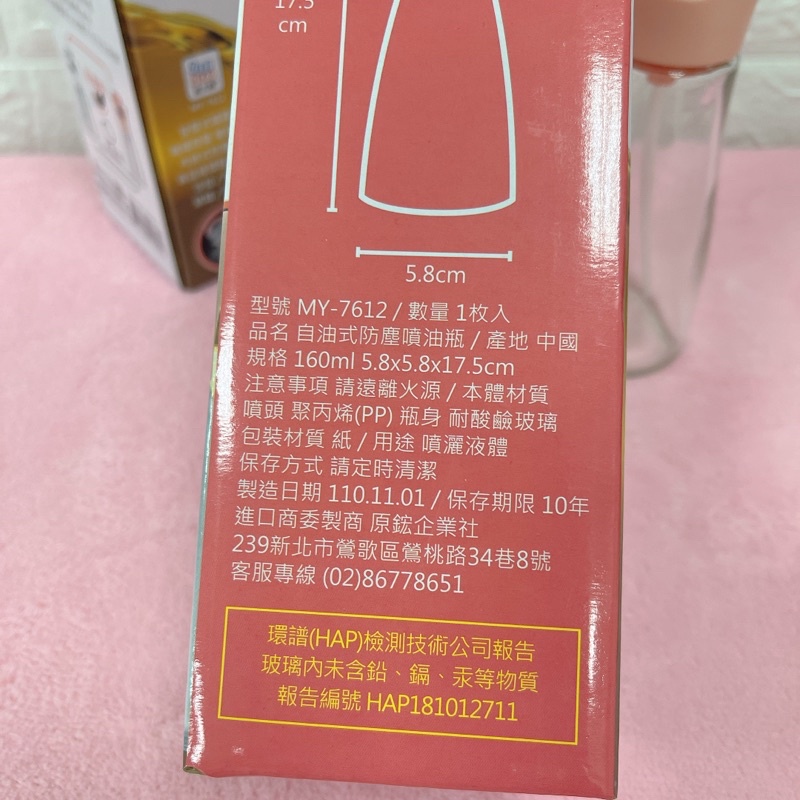 17.5
cm
5.8cm
型號 MY-7612 / 數量 1枚入
品名 自油式防塵噴油瓶 / 產地 中國
規格 160ml 5.8x5.8x17.5cm
注意事項 請遠離火源 / 本體材質
噴頭 聚丙烯(PP) 瓶身 耐酸鹼玻璃
包裝材質 紙 / 用途 噴灑液體
保存方式 請定時清潔
製造日期 110.11.01 / 保存期限 10年
進口商委製商 原鋐企業社
239新北市鶯歌區鶯桃路34巷8號
客服專線 (02)86778651
環譜(HAP)檢測技術公司報告
玻璃內未含鉛、鎘、汞等物質
報告編號 HAP181012711